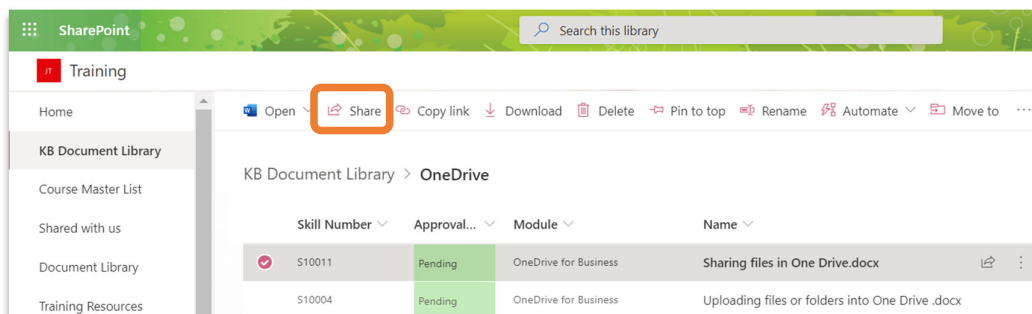 SharePoint
Search this library
JT Training
Home
KB Document Library
Course Master List
Shared with us
Document Library
Training Resources
Open Share Copy link Download Delete Pin to top Rename Automate Move to ...
KB Document Library > OneDrive
Skill Number Approval... Module Name
S10011 Pending OneDrive for Business Sharing files in One Drive.docx
S10004 Pending OneDrive for Business Uploading files or folders into One Drive .docx